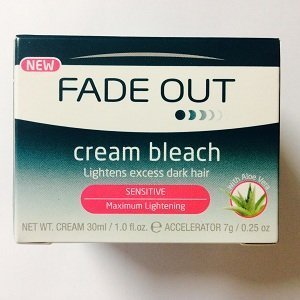 NEW
FADE OUT
cream bleach
Lightens excess dark hair
SENSITIVE
Maximum Lightening
with Aloe Vera
NET WT. CREAM 30ml / 1.0 fl.oz. ℮ ACCELERATOR 7g / 0.25 oz